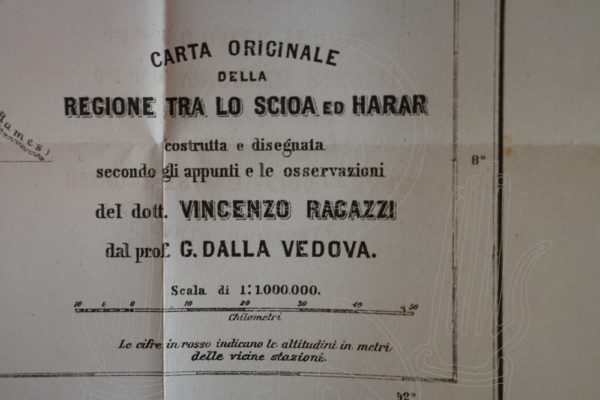 CARTA ORIGINALE
DELLA
REGIONE TRA LO SCIOA ED HARAR
costrutta e disegnata
secondo gli appunti e le osservazioni
del dott. VINCENZO RAGAZZI
dal prof. G. DALLA VEDOVA.
Scala di 1:1.000.000.
10 0 10 20 30 40 50
Chilometri
Le cifre in rosso indicano le altitudini in metri
delle vicine stazioni.
Ramesi
8°
42°